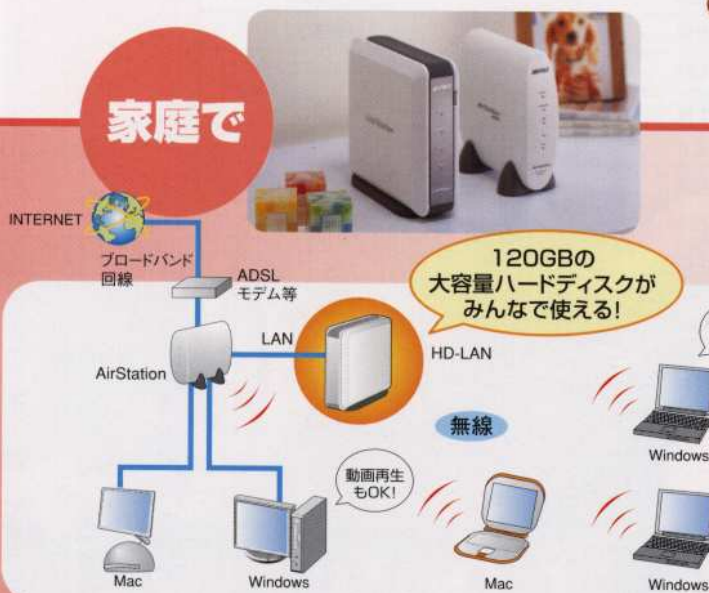 家庭で
INTERNET
ブロードバンド
回線
ADSL
モデム等
120GBの
大容量ハードディスクが
みんなで使える!
LAN
HD-LAN
AirStation
無線
動画再生
もOK!
Windows
Mac
Windows
Mac
Windows